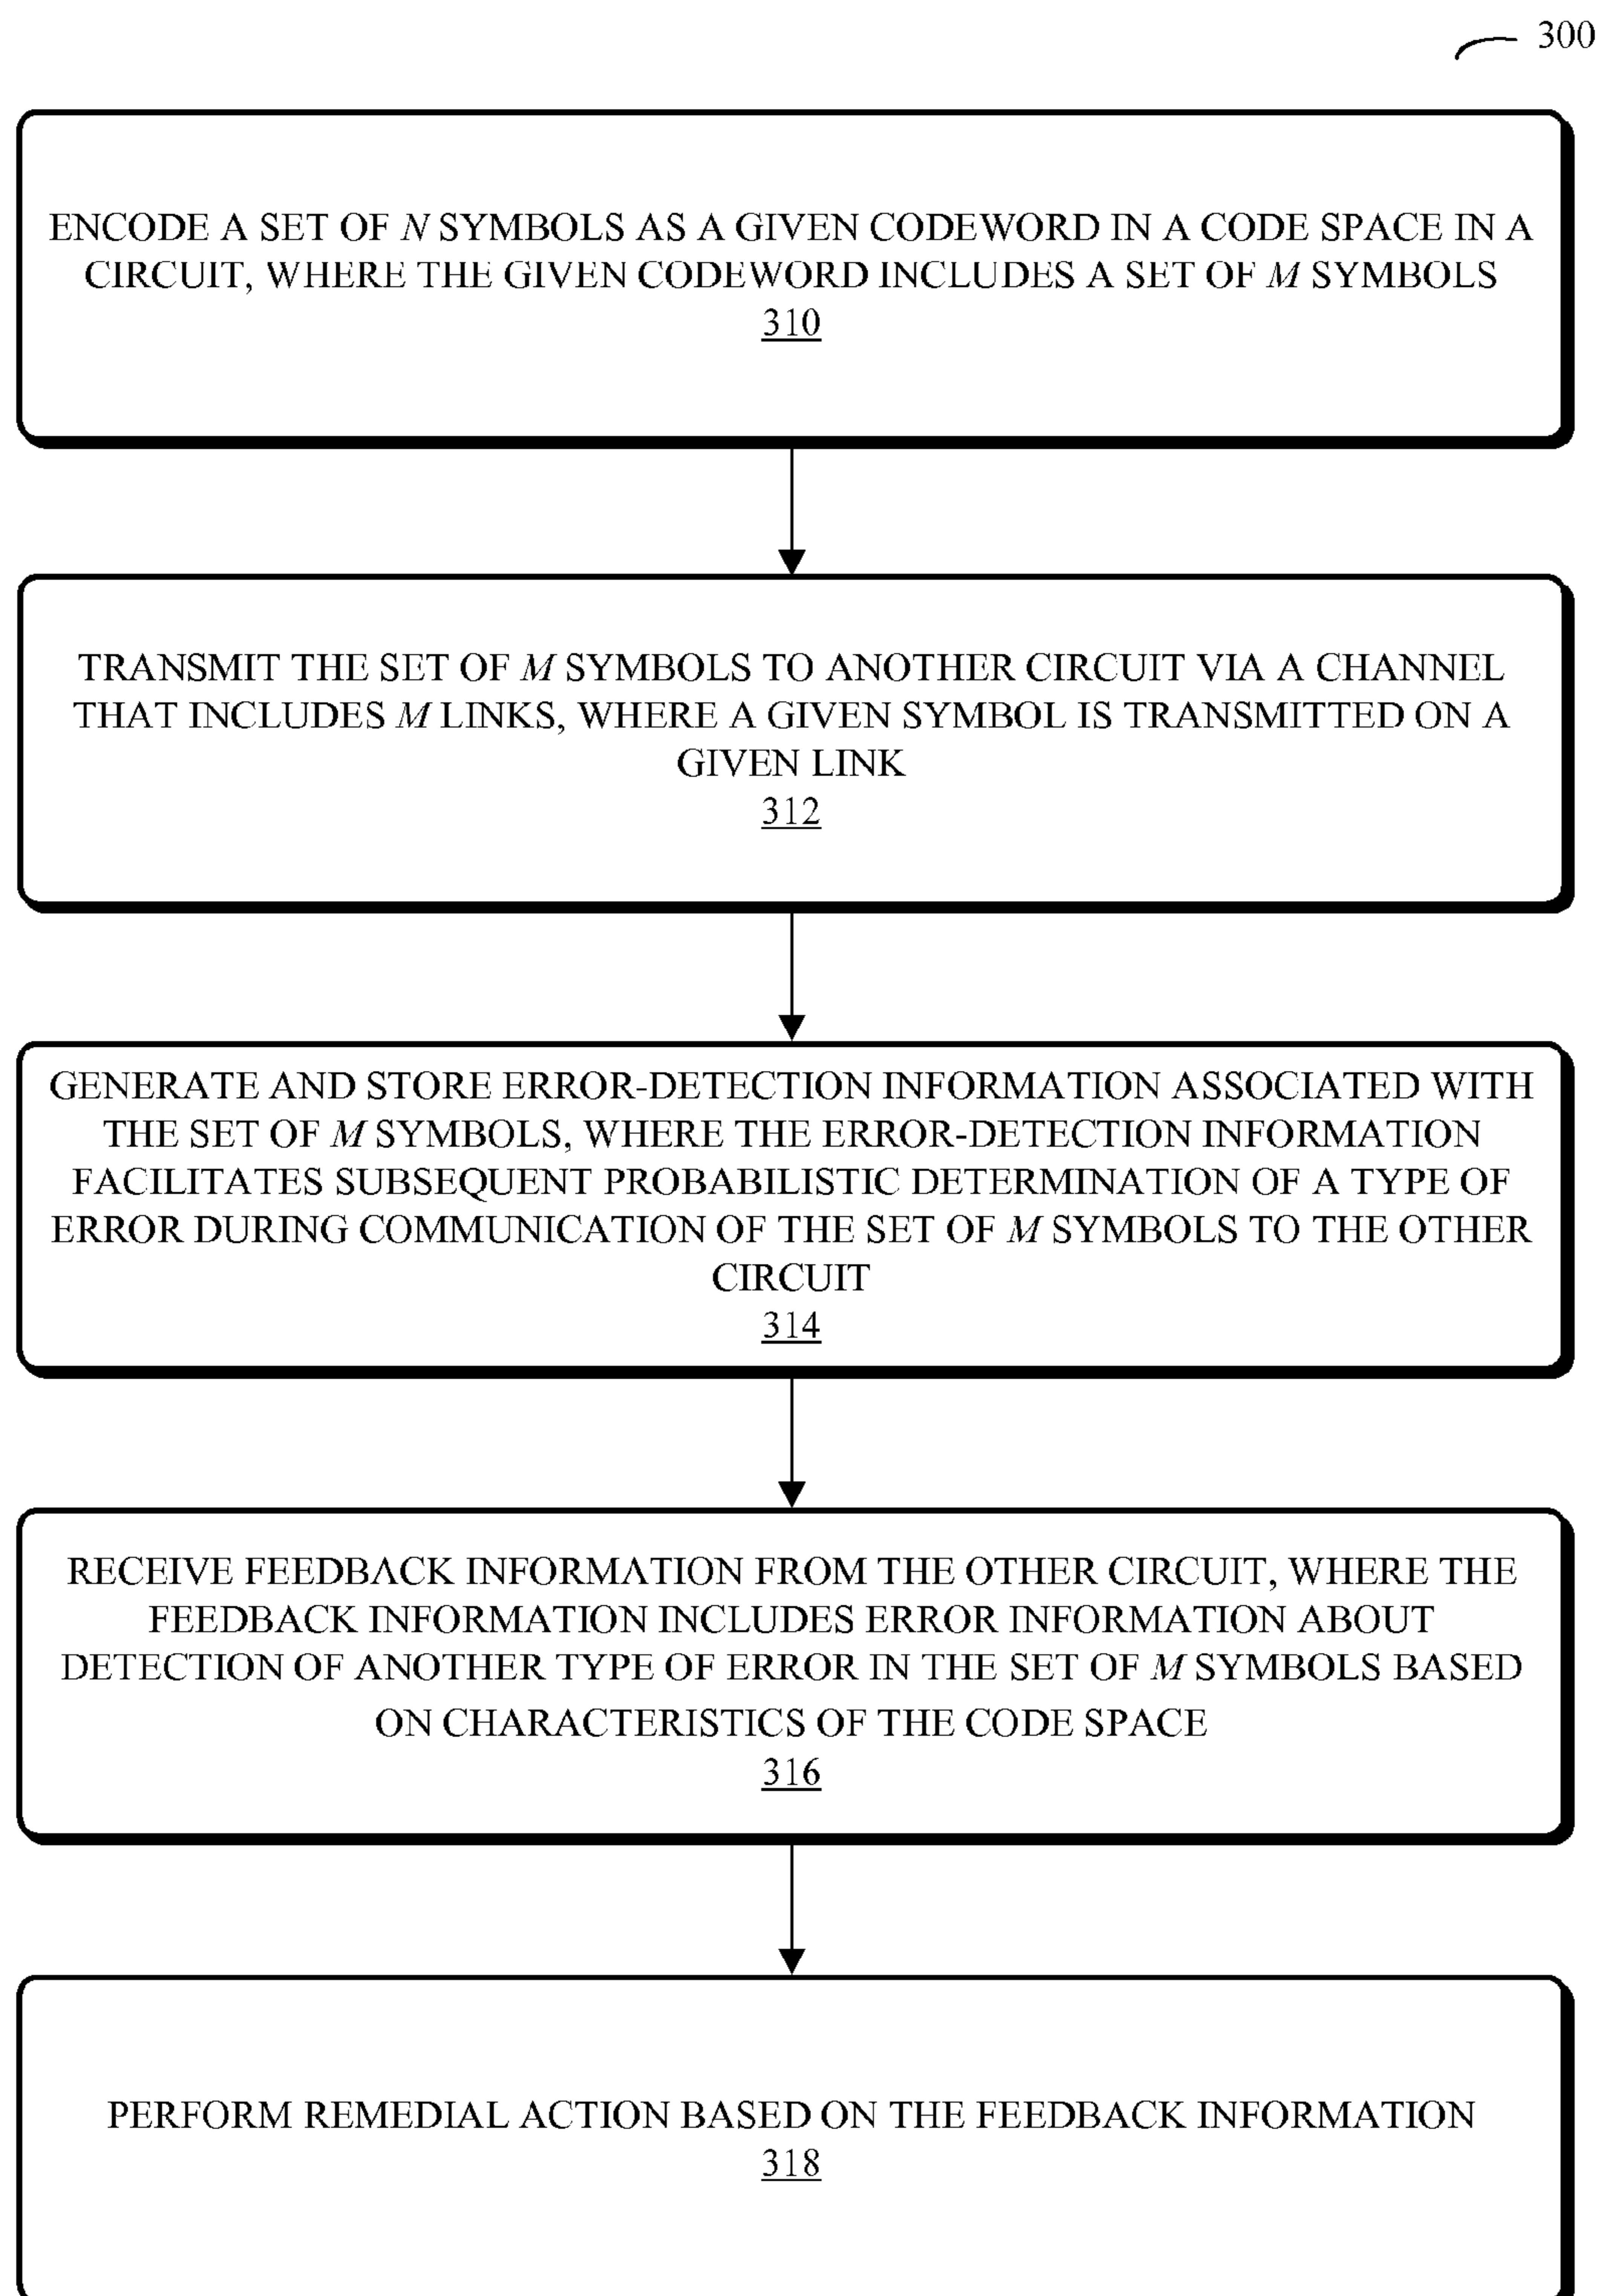 300
ENCODE A SET OF N SYMBOLS AS A GIVEN CODEWORD IN A CODE SPACE IN A
CIRCUIT, WHERE THE GIVEN CODEWORD INCLUDES A SET OF M SYMBOLS
310
TRANSMIT THE SET OF M SYMBOLS TO ANOTHER CIRCUIT VIA A CHANNEL
THAT INCLUDES M LINKS, WHERE A GIVEN SYMBOL IS TRANSMITTED ON A
GIVEN LINK
312
GENERATE AND STORE ERROR-DETECTION INFORMATION ASSOCIATED WITH
THE SET OF M SYMBOLS, WHERE THE ERROR-DETECTION INFORMATION
FACILITATES SUBSEQUENT PROBABILISTIC DETERMINATION OF A TYPE OF
ERROR DURING COMMUNICATION OF THE SET OF M SYMBOLS TO THE OTHER
CIRCUIT
314
RECEIVE FEEDBACK INFORMATION FROM THE OTHER CIRCUIT, WHERE THE
FEEDBACK INFORMATION INCLUDES ERROR INFORMATION ABOUT
DETECTION OF ANOTHER TYPE OF ERROR IN THE SET OF M SYMBOLS BASED
ON CHARACTERISTICS OF THE CODE SPACE
316
PERFORM REMEDIAL ACTION BASED ON THE FEEDBACK INFORMATION
318